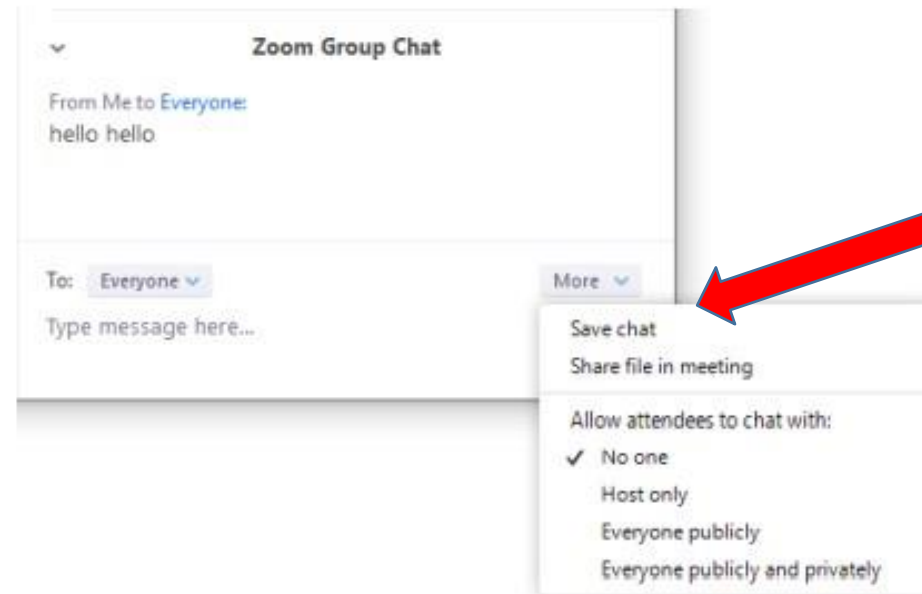 Zoom Group Chat
From Me to Everyone:
hello hello
To: Everyone More
Type message here...
Save chat
Share file in meeting
Allow attendees to chat with:
✓ No one
Host only
Everyone publicly
Everyone publicly and privately